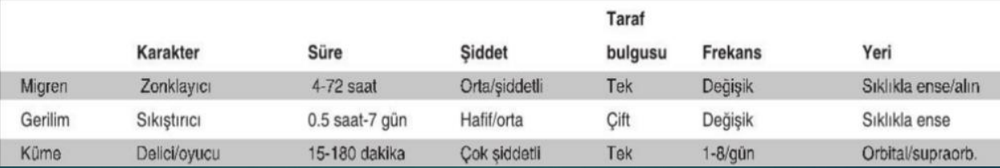 Taraf
Karakter Süre Şiddet bulgusu Frekans Yeri
Migren Zonklayıcı 4-72 saat Orta/şiddetli Tek Değişik Sıklıkla ense/alın
Gerilim Sıkıştırıcı 0.5 saat-7 gün Hafif/orta Çift Değişik Sıklıkla ense
Küme Delici/oyucu 15-180 dakika Çok şiddetli Tek 1-8/gün Orbital/supraorb.